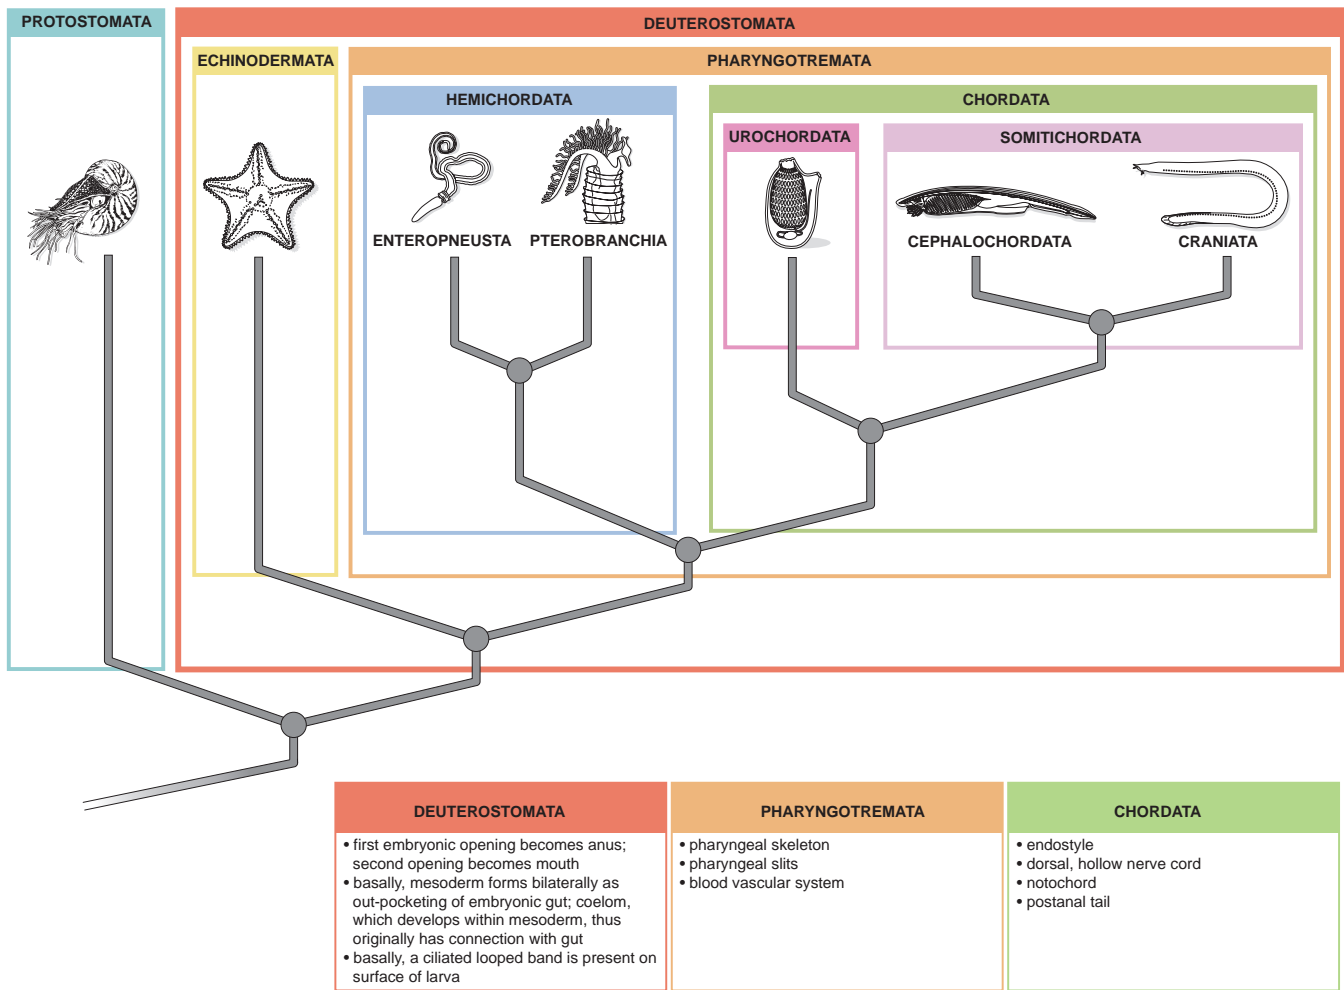 PROTOSTOMATA
DEUTEROSTOMATA
ECHINODERMATA
PHARYNGOTREMATA
HEMICHORDATA
CHORDATA
UROCHORDATA
SOMITICHORDATA
ENTEROPNEUSTA
PTEROBRANCHIA
CEPHALOCHORDATA
CRANIATA
DEUTEROSTOMATA
• first embryonic opening becomes anus;
second opening becomes mouth
• basally, mesoderm forms bilaterally as
out-pocketing of embryonic gut; coelom,
which develops within mesoderm, thus
originally has connection with gut
• basally, a ciliated looped band is present on
surface of larva
PHARYNGOTREMATA
• pharyngeal skeleton
• pharyngeal slits
• blood vascular system
CHORDATA
• endostyle
• dorsal, hollow nerve cord
• notochord
• postanal tail